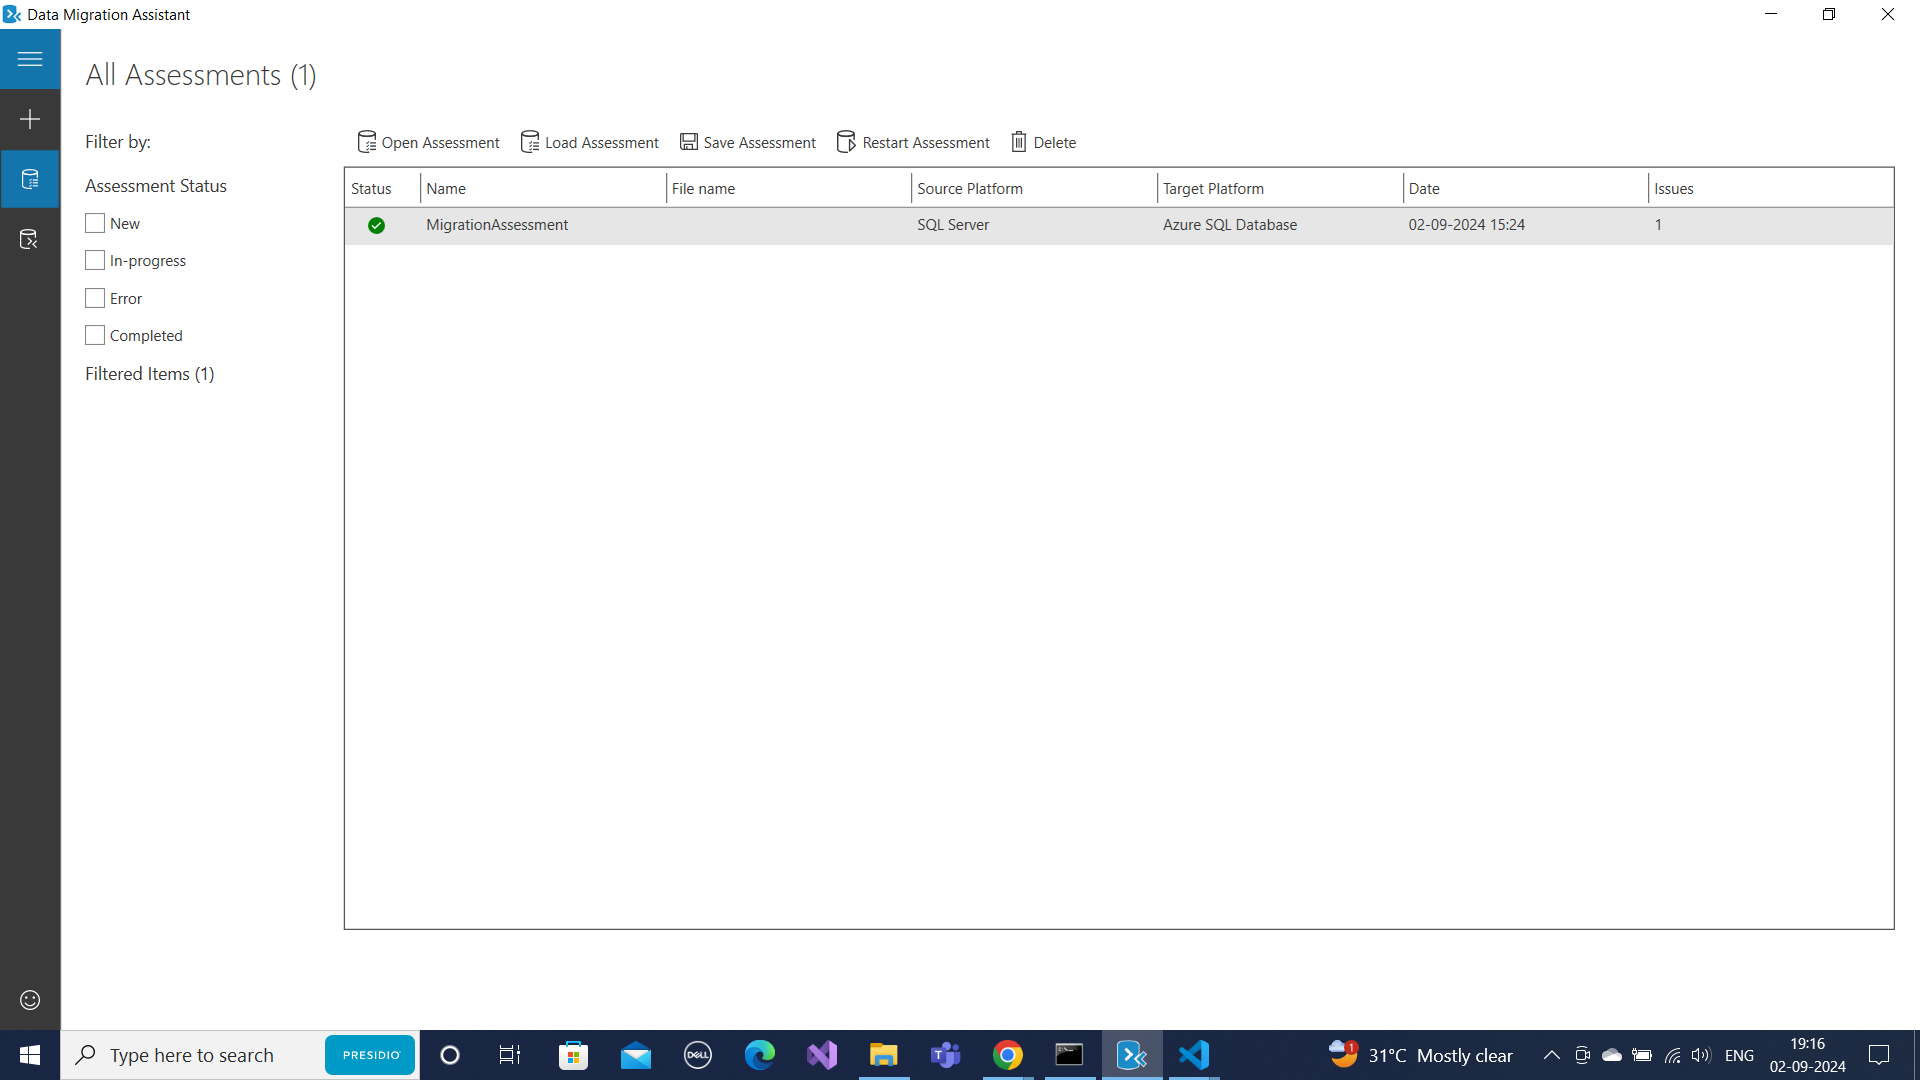 Data Migration Assistant
All Assessments (1)
Filter by:
Assessment Status
New
In-progress
Error
Completed
Filtered Items (1)
Open Assessment Load Assessment Save Assessment Restart Assessment Delete
Status Name File name Source Platform Target Platform Date Issues
MigrationAssessment SQL Server Azure SQL Database 02-09-2024 15:24 1
Type here to search PRESIDIO DELL 1 31°C Mostly clear ENG 19:16
02-09-2024